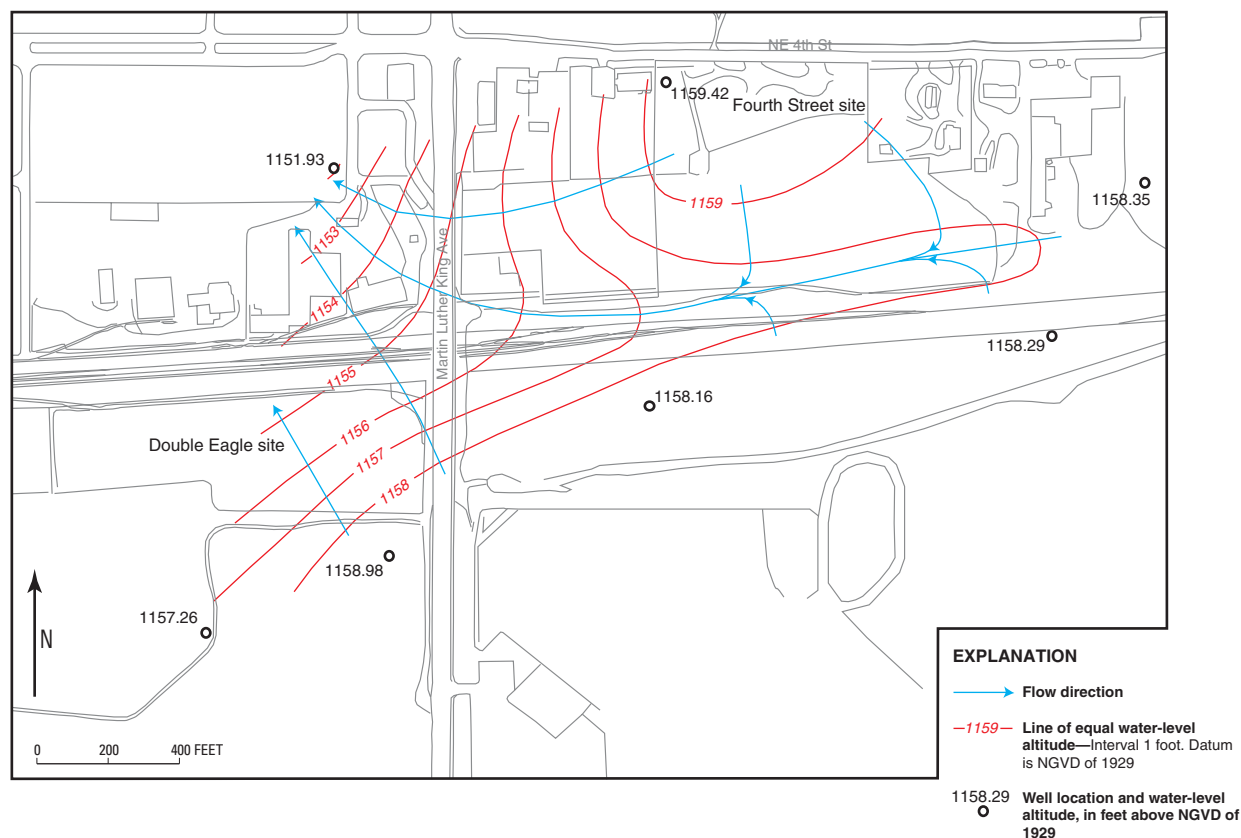 NE 4th St
1159.42
Fourth Street site
1151.93
1158.35
1159
Martin Luther King Ave
1153
1154
1158.29
1155
1158.16
Double Eagle site
1156
1157
1158
1158.98
1157.26
N
0 200 400 FEET
EXPLANATION
Flow direction
1159 Line of equal water-level
altitude—Interval 1 foot. Datum
is NGVD of 1929
1158.29 Well location and water-level
altitude, in feet above NGVD of
1929